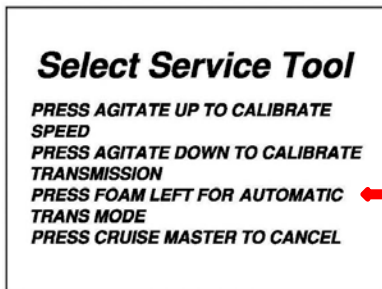 Select Service Tool
PRESS AGITATE UP TO CALIBRATE
SPEED
PRESS AGITATE DOWN TO CALIBRATE
TRANSMISSION
PRESS FOAM LEFT FOR AUTOMATIC
TRANS MODE
PRESS CRUISE MASTER TO CANCEL